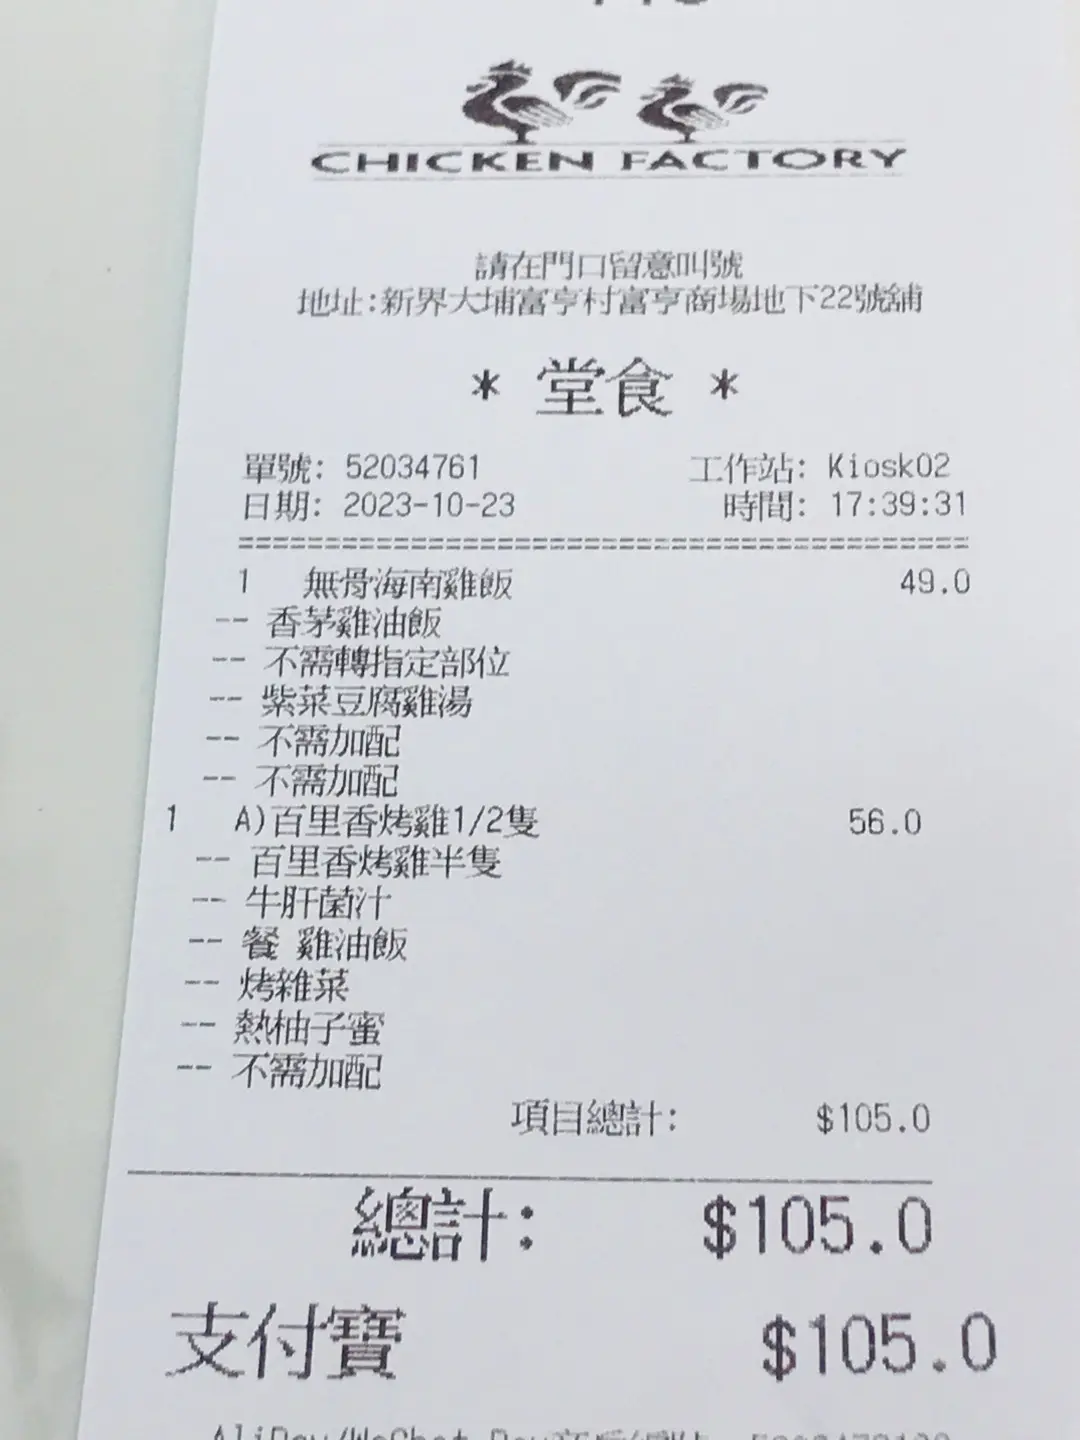 CHICKEN FACTORY
請在門口留意叫號
地址:新界大埔富亨村富亨商場地下22號舖
* 堂食 *
單號: 52034761 工作站: Kiosk02
日期: 2023-10-23 時間: 17:39:31
==========================================
1 無骨海南雞飯 49.0
-- 香茅雞油飯
-- 不需轉指定部位
-- 紫菜豆腐雞湯
-- 不需加配
-- 不需加配
1 A)百里香烤雞1/2隻 56.0
-- 百里香烤雞半隻
-- 牛肝菌汁
-- 餐 雞油飯
-- 烤雜菜
-- 熱柚子蜜
-- 不需加配
項目總計: $105.0
總計: $105.0
支付寶 $105.0